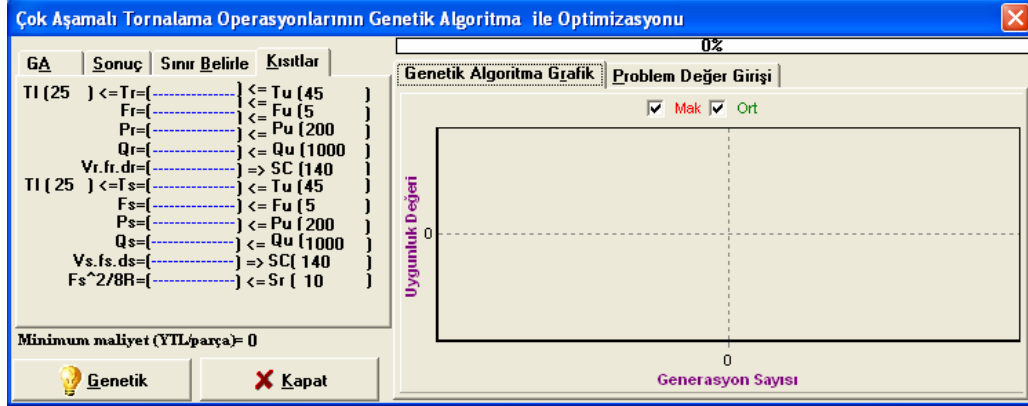 Çok Aşamalı Tornalama Operasyonlarının Genetik Algoritma ile Optimizasyonu
GA Sonuç Sınır Belirle Kısıtlar
Tl (25 ) <=Tr=(---------------) <= Tu (45 )
Fr=(---------------) <= Fu (5 )
Pr=(---------------) <= Pu (200 )
Qr=(---------------) <= Qu (1000 )
Vr.fr.dr=(---------------) => SC (140 )
Tl ( 25 ) <=Ts=(---------------) <= Tu (45 )
Fs=(---------------) <= Fu (5 )
Ps=(---------------) <= Pu ( 200 )
Qs=(---------------) <= Qu (1000 )
Vs.fs.ds=(---------------) => SC( 140 )
Fs^2/8R=(---------------) <= Sr ( 10 )
Minimum maliyet (YTL/parça)= 0
Genetik Kapat
0%
Genetik Algoritma Grafik Problem Değer Girişi
Mak Ort
Uygunluk Değeri
0
0
Generasyon Sayısı